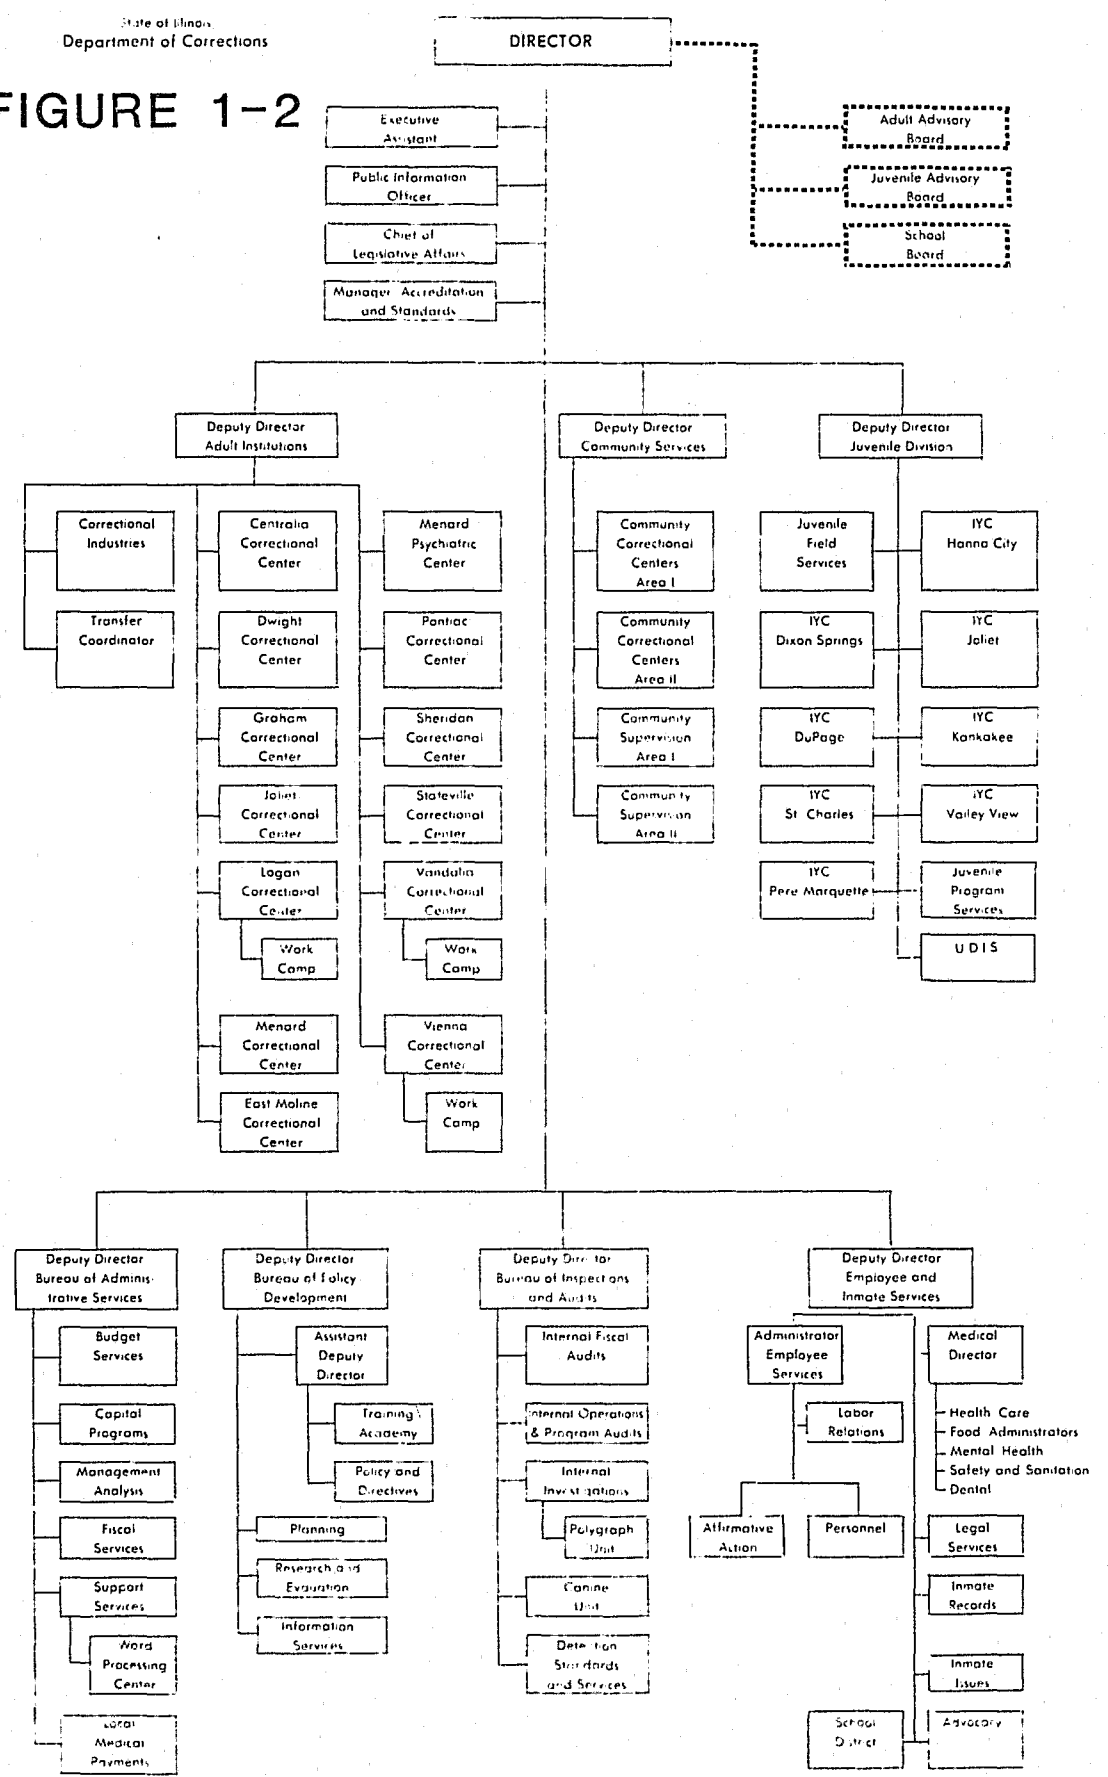 State of Illinois
Department of Corrections
FIGURE 1-2
DIRECTOR
Executive
Assistant
Public Information
Officer
Chief of
Legislative Affairs
Manager Accreditation
and Standards
Adult Advisory
Board
Juvenile Advisory
Board
School
Board
Deputy Director
Adult Institutions
Deputy Director
Community Services
Deputy Director
Juvenile Division
Correctional
Industries
Transfer
Coordinator
Centralia
Correctional
Center
Dwight
Correctional
Center
Graham
Correctional
Center
Joliet
Correctional
Center
Logan
Correctional
Center
Work
Camp
Menard
Correctional
Center
East Moline
Correctional
Center
Menard
Psychiatric
Center
Pontiac
Correctional
Center
Sheridan
Correctional
Center
Stateville
Correctional
Center
Vandalia
Correctional
Center
Work
Camp
Vienna
Correctional
Center
Work
Camp
Community
Correctional
Centers
Area I
Community
Correctional
Centers
Area II
Community
Supervision
Area I
Community
Supervision
Area II
Juvenile
Field
Services
IYC
Dixon Springs
IYC
DuPage
IYC
St. Charles
IYC
Pere Marquette
IYC
Hanna City
IYC
Joliet
IYC
Kankakee
IYC
Valley View
Juvenile
Program
Services
UDIS
Deputy Director
Bureau of Adminis-
trative Services
Budget
Services
Capital
Programs
Management
Analysis
Fiscal
Services
Support
Services
Word
Processing
Center
Local
Medical
Payments
Deputy Director
Bureau of Policy
Development
Assistant
Deputy
Director
Training
Academy
Policy and
Directives
Planning
Research and
Evaluation
Information
Services
Deputy Director
Bureau of Inspections
and Audits
Internal Fiscal
Audits
Internal Operations
& Program Audits
Internal
Investigations
Polygraph
Unit
Canine
Unit
Detention
Standards
and Services
Deputy Director
Employee and
Inmate Services
Administrator
Employee
Services
Labor
Relations
Affirmative
Action
Personnel
Medical
Director
Health Care
Food Administrators
Mental Health
Safety and Sanitation
Dental
Legal
Services
Inmate
Records
Inmate
Issues
School
District
Advocacy